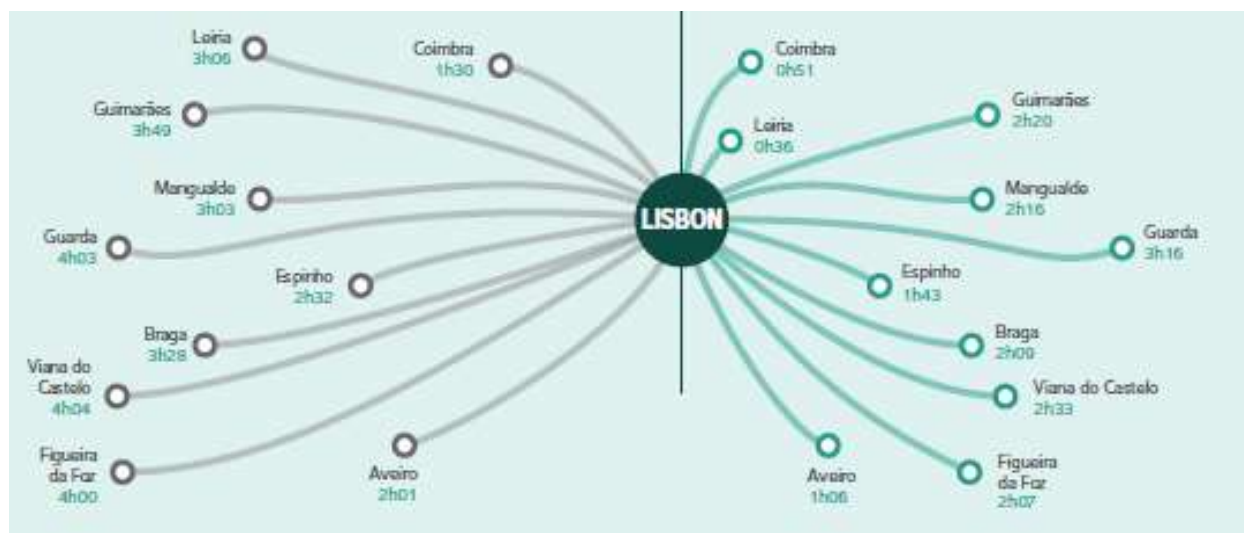 Leiria
3h06
Coimbra
1h30
Guimarães
3h49
Mangualde
3h03
Guarda
4h03
Espinho
2h32
Braga
3h28
Viana do
Castelo
4h04
Figueira
da Foz
4h00
Aveiro
2h01
LISBON
Coimbra
0h51
Leiria
0h36
Guimarães
2h20
Mangualde
2h16
Guarda
3h16
Espinho
1h43
Braga
2h09
Viana do Castelo
2h33
Figueira
da Foz
2h07
Aveiro
1h06